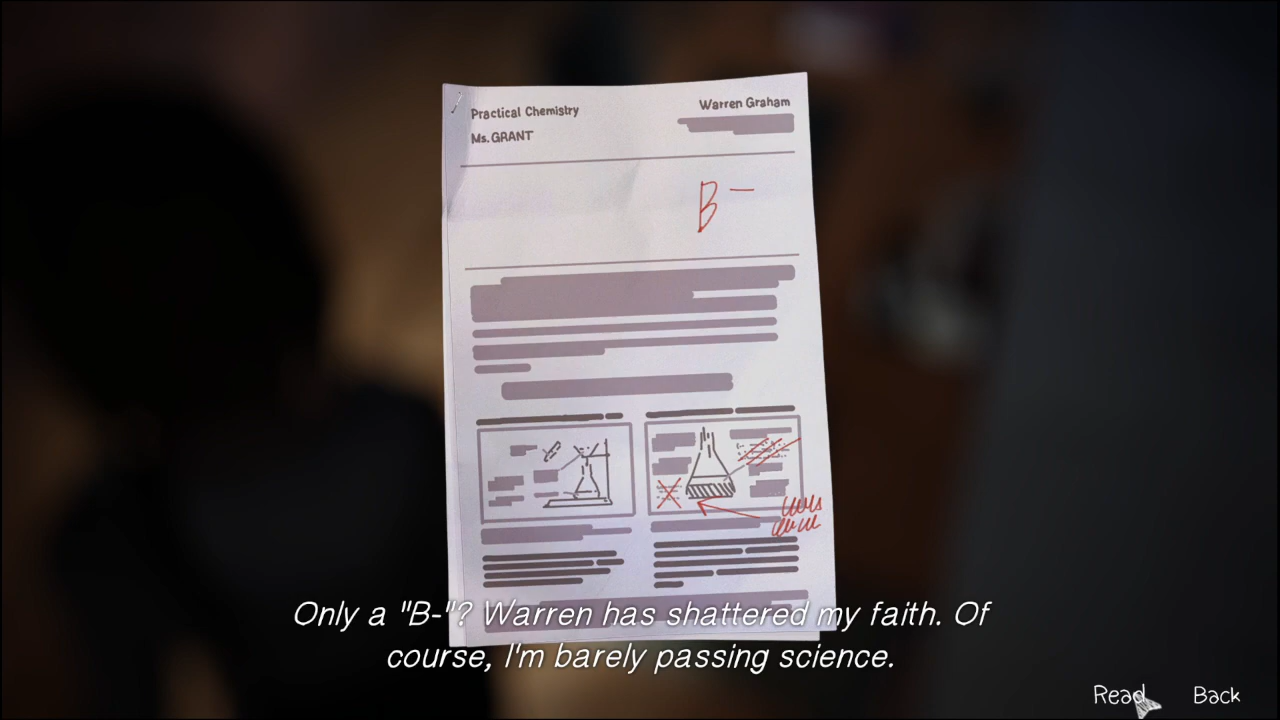 Practical Chemistry
Warren Graham
Ms. GRANT
B-
Only a "B-"? Warren has shattered my faith. Of
course, I'm barely passing science.
Read
Back